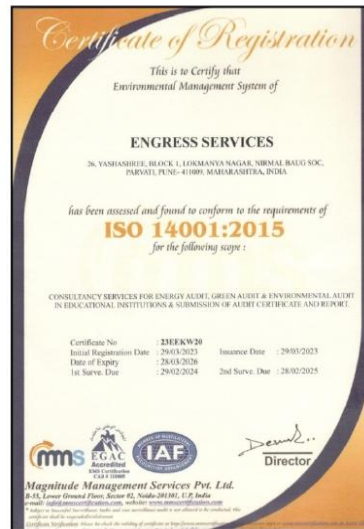 Certificate of Registration
This is to Certify that
Environmental Management System of
ENGRESS SERVICES
26, YASHASHREE, BLOCK 1, LOKMANYA NAGAR, NIRMAL BAUG SOC,
PARVATI, PUNE- 411009, MAHARASHTRA, INDIA
has been assessed and found to conform to the requirements of
ISO 14001:2015
for the following scope :
CONSULTANCY SERVICES FOR ENERGY AUDIT, GREEN AUDIT & ENVIRONMENTAL AUDIT
IN EDUCATIONAL INSTITUTIONS & SUBMISSION OF AUDIT CERTIFICATE AND REPORT.
Certificate No : 23EEKW20
Initial Registration Date : 29/03/2023 Issuance Date : 29/03/2023
Date of Expiry : 28/03/2026
1st Surve. Due : 29/02/2024 2nd Surve. Due : 28/02/2025
mms
EGAC
Accredited
EMS Certification
IAF
Director
Magnitude Management Services Pvt. Ltd.
B-55, Lower Ground Floor, Sector 02, Noida-201301, U.P, India